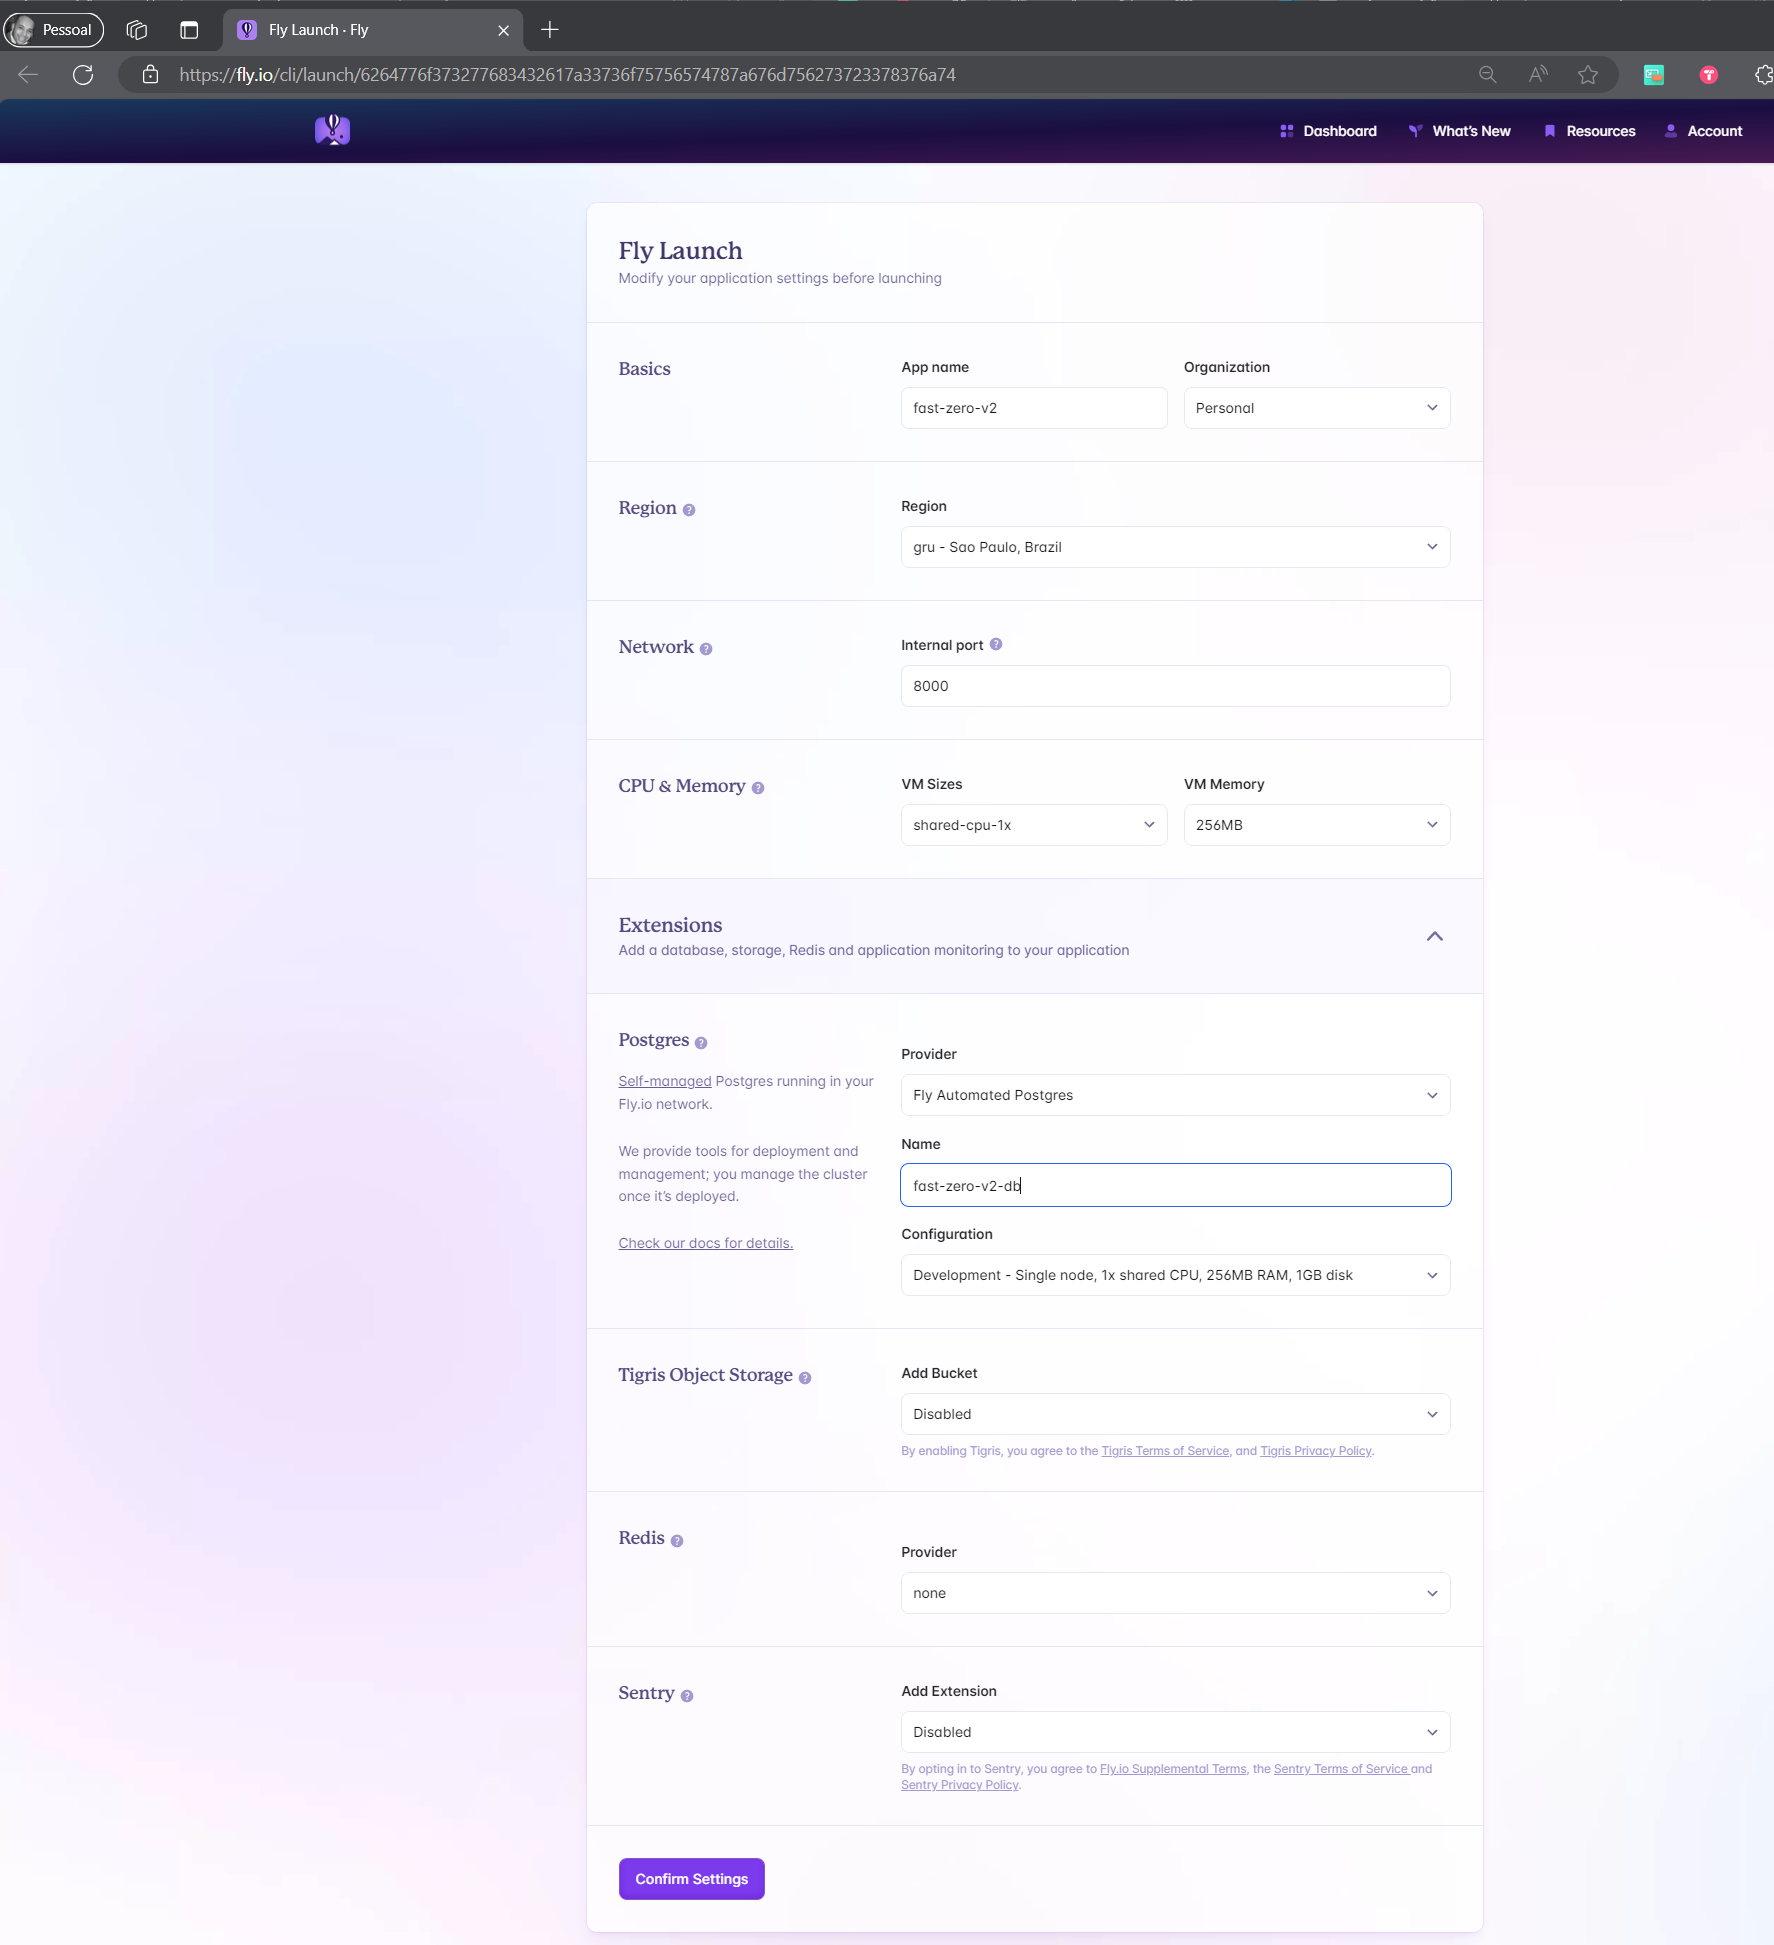 Pessoal
Fly Launch · Fly
https://fly.io/cli/launch/6264776f373277683432617a33736f75756574787a676d756273723378376a74
Dashboard
What's New
Resources
Account
Fly Launch
Modify your application settings before launching
Basics
App name
Organization
fast-zero-v2
Personal
Region
Region
gru - Sao Paulo, Brazil
Network
Internal port
8000
CPU & Memory
VM Sizes
VM Memory
shared-cpu-1x
256MB
Extensions
Add a database, storage, Redis and application monitoring to your application
Postgres
Self-managed Postgres running in your
Fly.io network.
We provide tools for deployment and
management; you manage the cluster
once it's deployed.
Check our docs for details.
Provider
Fly Automated Postgres
Name
fast-zero-v2-db
Configuration
Development - Single node, 1x shared CPU, 256MB RAM, 1GB disk
Tigris Object Storage
Add Bucket
Disabled
By enabling Tigris, you agree to the Tigris Terms of Service, and Tigris Privacy Policy.
Redis
Provider
none
Sentry
Add Extension
Disabled
By opting in to Sentry, you agree to Fly.io Supplemental Terms, the Sentry Terms of Service and
Sentry Privacy Policy.
Confirm Settings